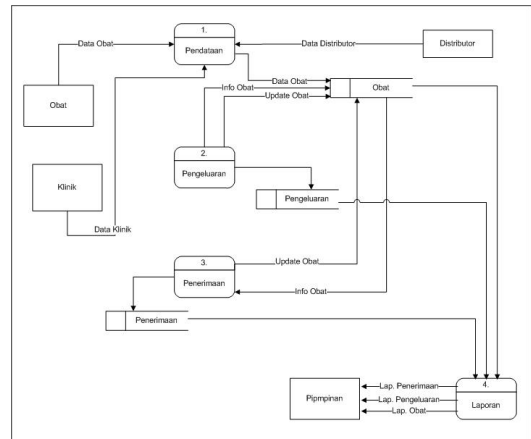 1.
Pendataan
Data Obat
Data Distributor
Distributor
Obat
Data Obat
Info Obat
Update Obat
Obat
2.
Pengeluaran
Klinik
Data Klinik
Pengeluaran
3.
Penerimaan
Update Obat
Info Obat
Penerimaan
Pipmpinan
Lap. Penerimaan
Lap. Pengeluaran
Lap. Obat
4.
Laporan